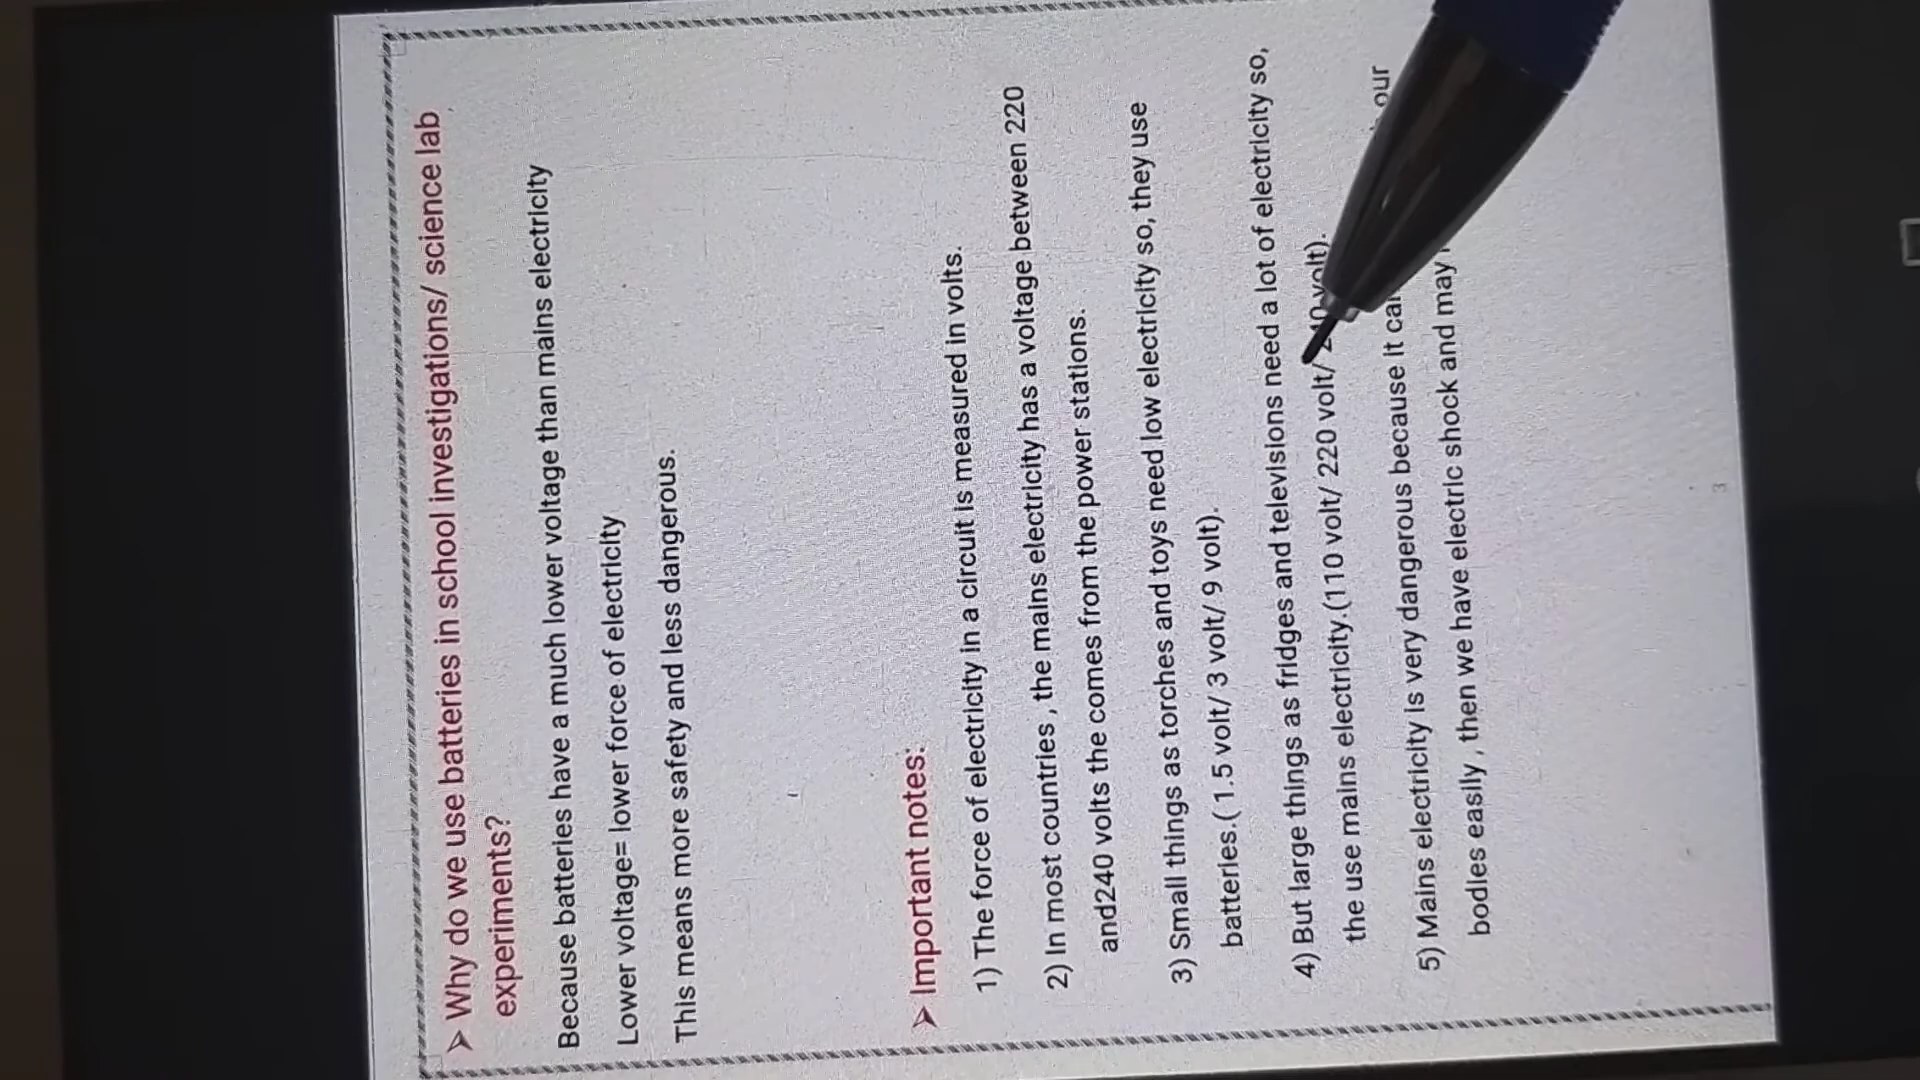 ➤ Why do we use batteries in school investigations/ science lab
experiments?
Because batteries have a much lower voltage than mains electricity
Lower voltage= lower force of electricity
This means more safety and less dangerous.
➤ Important notes:
1) The force of electricity in a circuit is measured in volts.
2) In most countries , the mains electricity has a voltage between 220
and240 volts the comes from the power stations.
3) Small things as torches and toys need low electricity so, they use
batteries.( 1.5 volt/ 3 volt/ 9 volt).
4) But large things as fridges and televisions need a lot of electricity so,
the use mains electricity.(110 volt/ 220 volt/ volt).
5) Mains electricity is very dangerous because it our
bodies easily , then we have electric shock and may
3